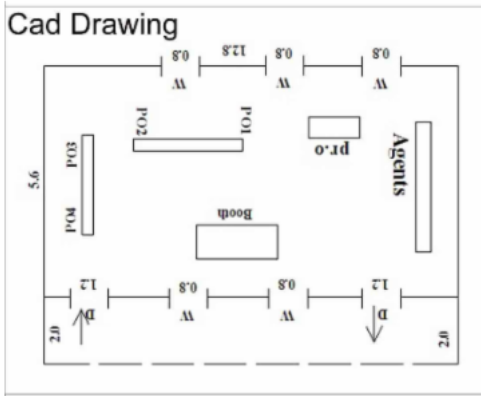 Cad Drawing
0.8 12.8 0.8 0.8
W W W
PO2 PO1 pr.o Agents
5.6 PO3 PO4
Booth
1.2 0.8 0.8 1.2
D W W D
2.0 2.0